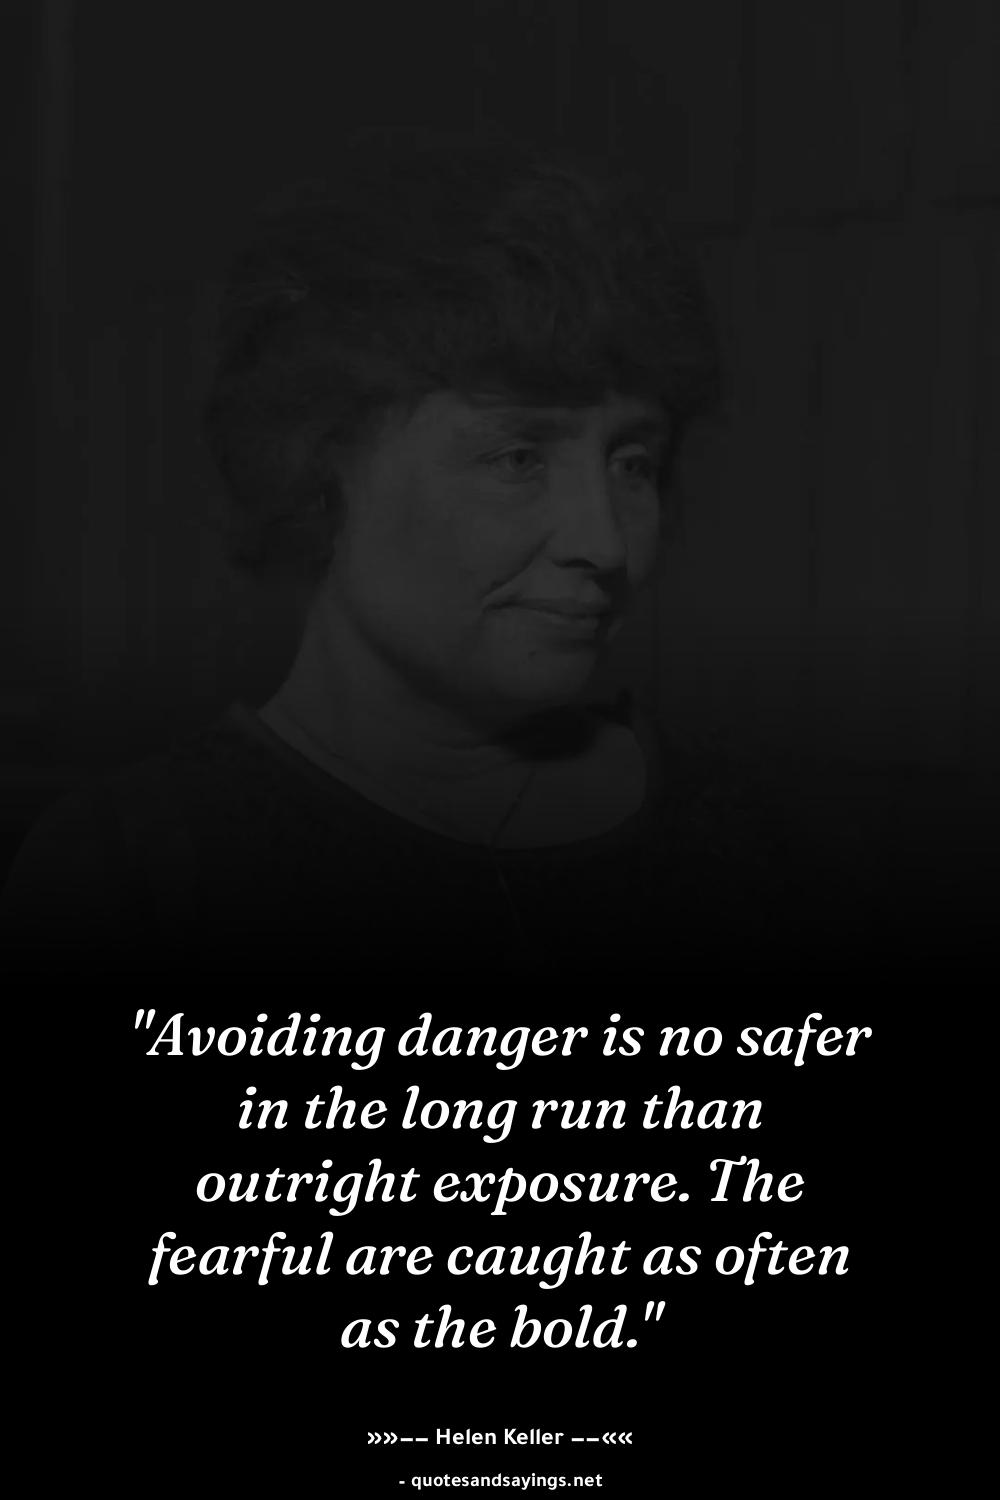 "Avoiding danger is no safer
in the long run than
outright exposure. The
fearful are caught as often
as the bold."
»»−− Helen Keller −−««
- quotesandsayings.net